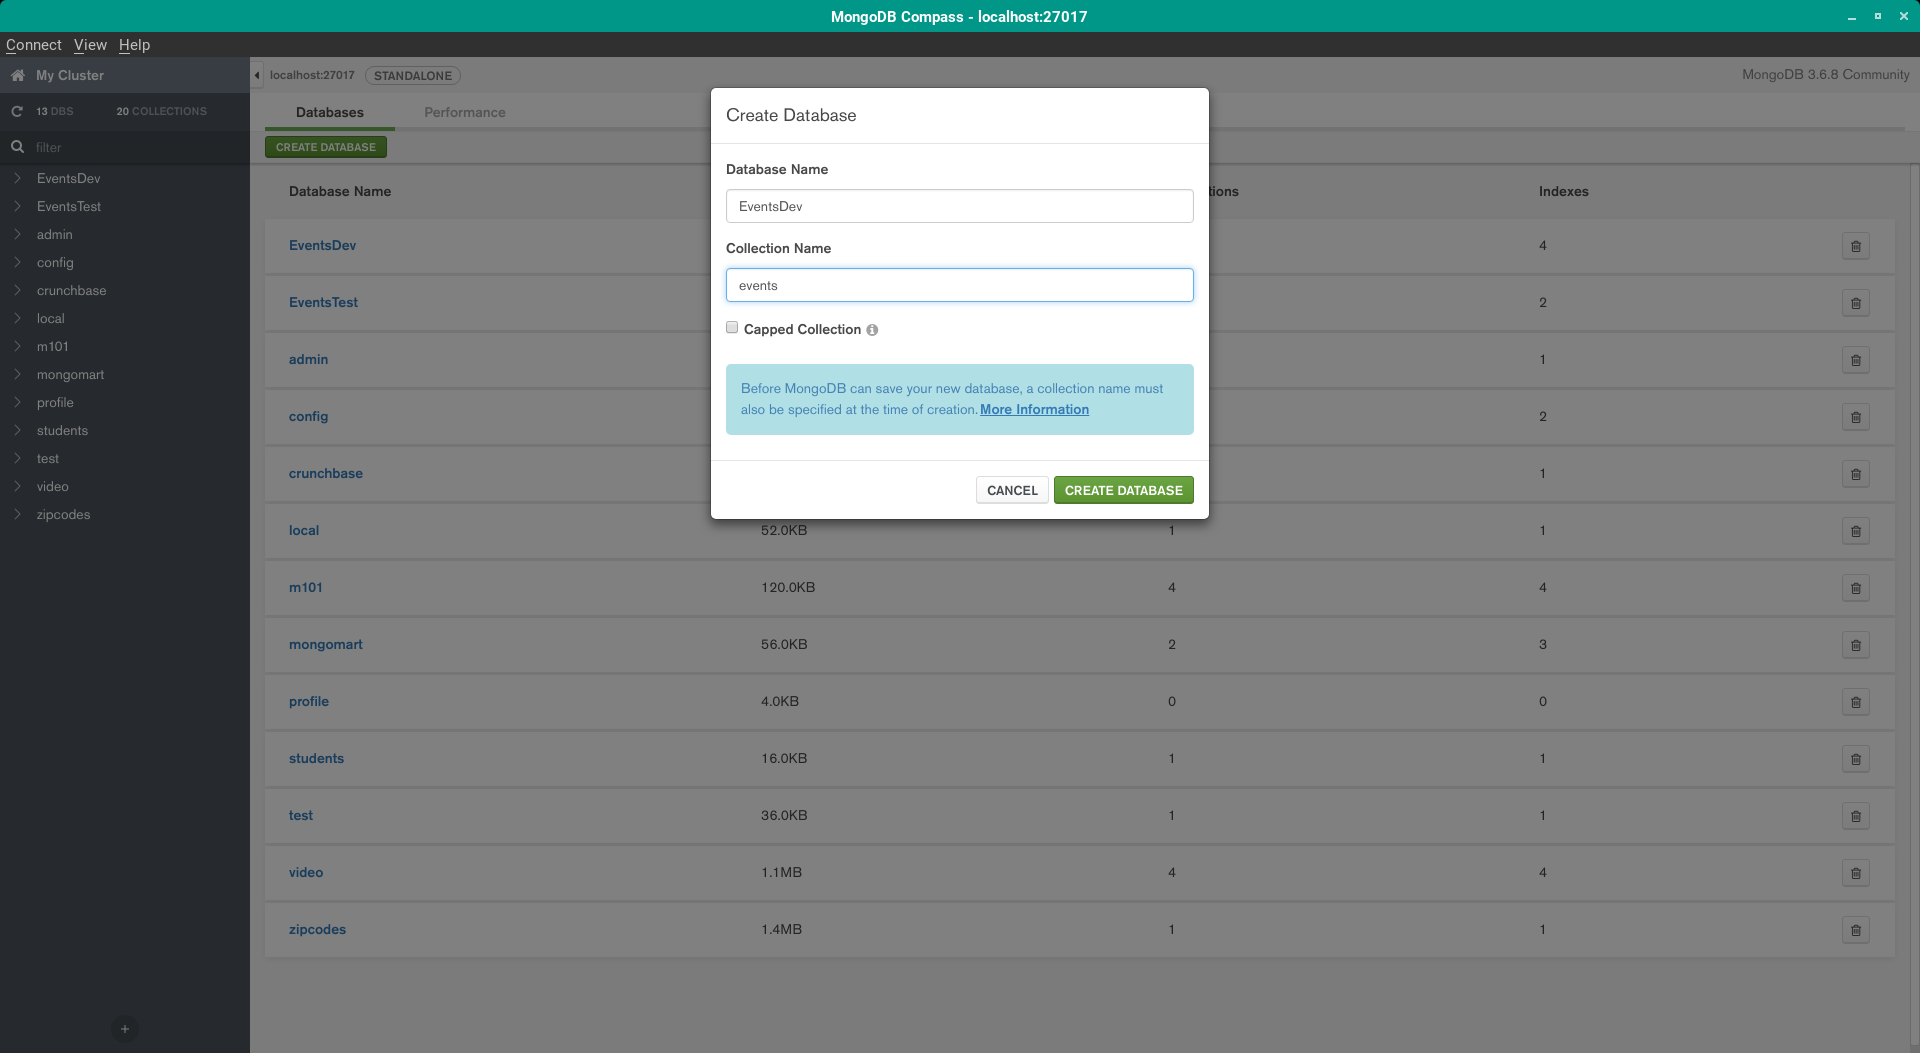 MongoDB Compass - localhost:27017
Connect View Help
My Cluster
localhost:27017 STANDALONE
MongoDB 3.6.8 Community
13 DBS 20 COLLECTIONS
filter
EventsDev
EventsTest
admin
config
crunchbase
local
m101
mongomart
profile
students
test
video
zipcodes
Databases Performance
CREATE DATABASE
Database Name tions Indexes
EventsDev 4
EventsTest 2
admin 1
config 2
crunchbase 1
local 52.0KB 1 1
m101 120.0KB 4 4
mongomart 56.0KB 2 3
profile 4.0KB 0 0
students 16.0KB 1 1
test 36.0KB 1 1
video 1.1MB 4 4
zipcodes 1.4MB 1 1
Create Database
Database Name
EventsDev
Collection Name
events
Capped Collection
Before MongoDB can save your new database, a collection name must
also be specified at the time of creation. More Information
CANCEL CREATE DATABASE